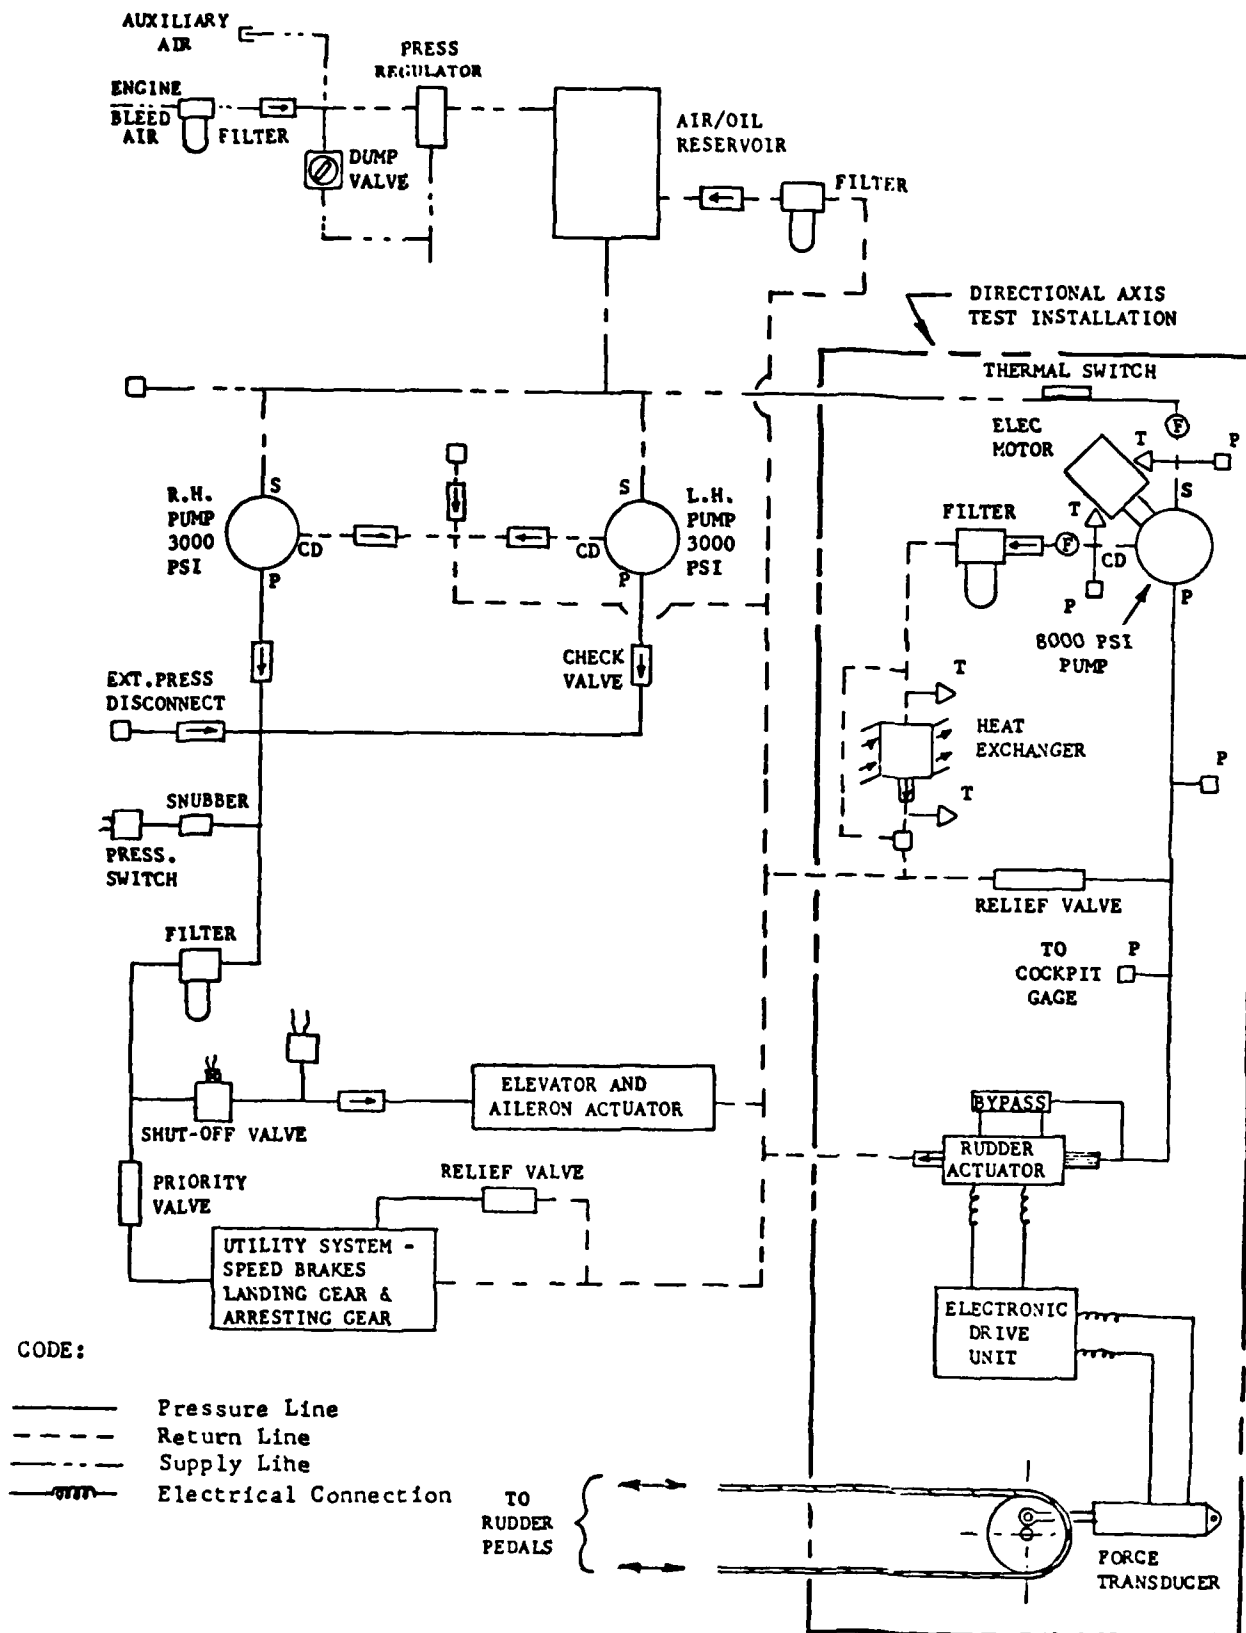 AUXILIARY
AIR
PRESS
REGULATOR
ENGINE
BLEED
AIR
FILTER
DUMP
VALVE
AIR/OIL
RESERVOIR
FILTER
DIRECTIONAL AXIS
TEST INSTALLATION
THERMAL SWITCH
F
ELEC
MOTOR
T
P
S
R.H.
PUMP
3000
PSI
S
CD
P
S
CD
P
L.H.
PUMP
3000
PSI
FILTER
T
F
CD
P
P
8000 PSI
PUMP
CHECK
VALVE
EXT.PRESS
DISCONNECT
T
HEAT
EXCHANGER
P
T
SNUBBER
PRESS.
SWITCH
RELIEF VALVE
FILTER
TO
COCKPIT
GAGE
P
ELEVATOR AND
AILERON ACTUATOR
SHUT-OFF VALVE
BYPASS
RUDDER
ACTUATOR
PRIORITY
VALVE
RELIEF VALVE
UTILITY SYSTEM -
SPEED BRAKES
LANDING GEAR &
ARRESTING GEAR
ELECTRONIC
DRIVE
UNIT
CODE:
Pressure Line
Return Line
Supply Line
Electrical Connection
TO
RUDDER
PEDALS
FORCE
TRANSDUCER